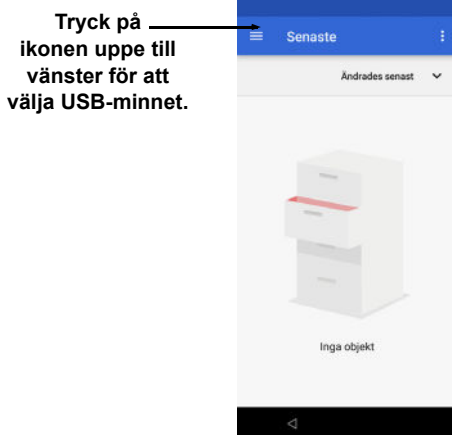 Tryck på
ikonen uppe till
vänster för att
välja USB-minnet.
Senaste
Ändrades senast
Inga objekt